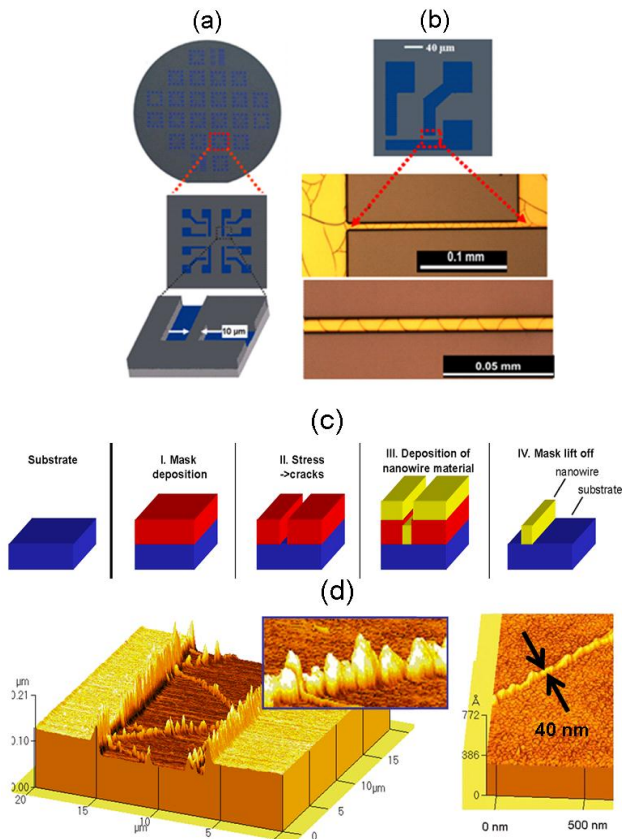 (a)
(b)
40 µm
10 µm
0.1 mm
0.05 mm
(c)
Substrate
I. Mask
deposition
II. Stress
->cracks
III. Deposition of
nanowire material
IV. Mask lift off
nanowire
substrate
(d)
µm
0.21
0.10
0.00
20
15
10
µm
5
0
5
10µm
15
Å
772
386
0
40 nm
0 nm
500 nm